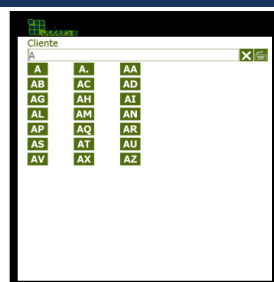 Cliente
A
A A. AA
AB AC AD
AG AH AI
AL AM AN
AP AQ AR
AS AT AU
AV AX AZ